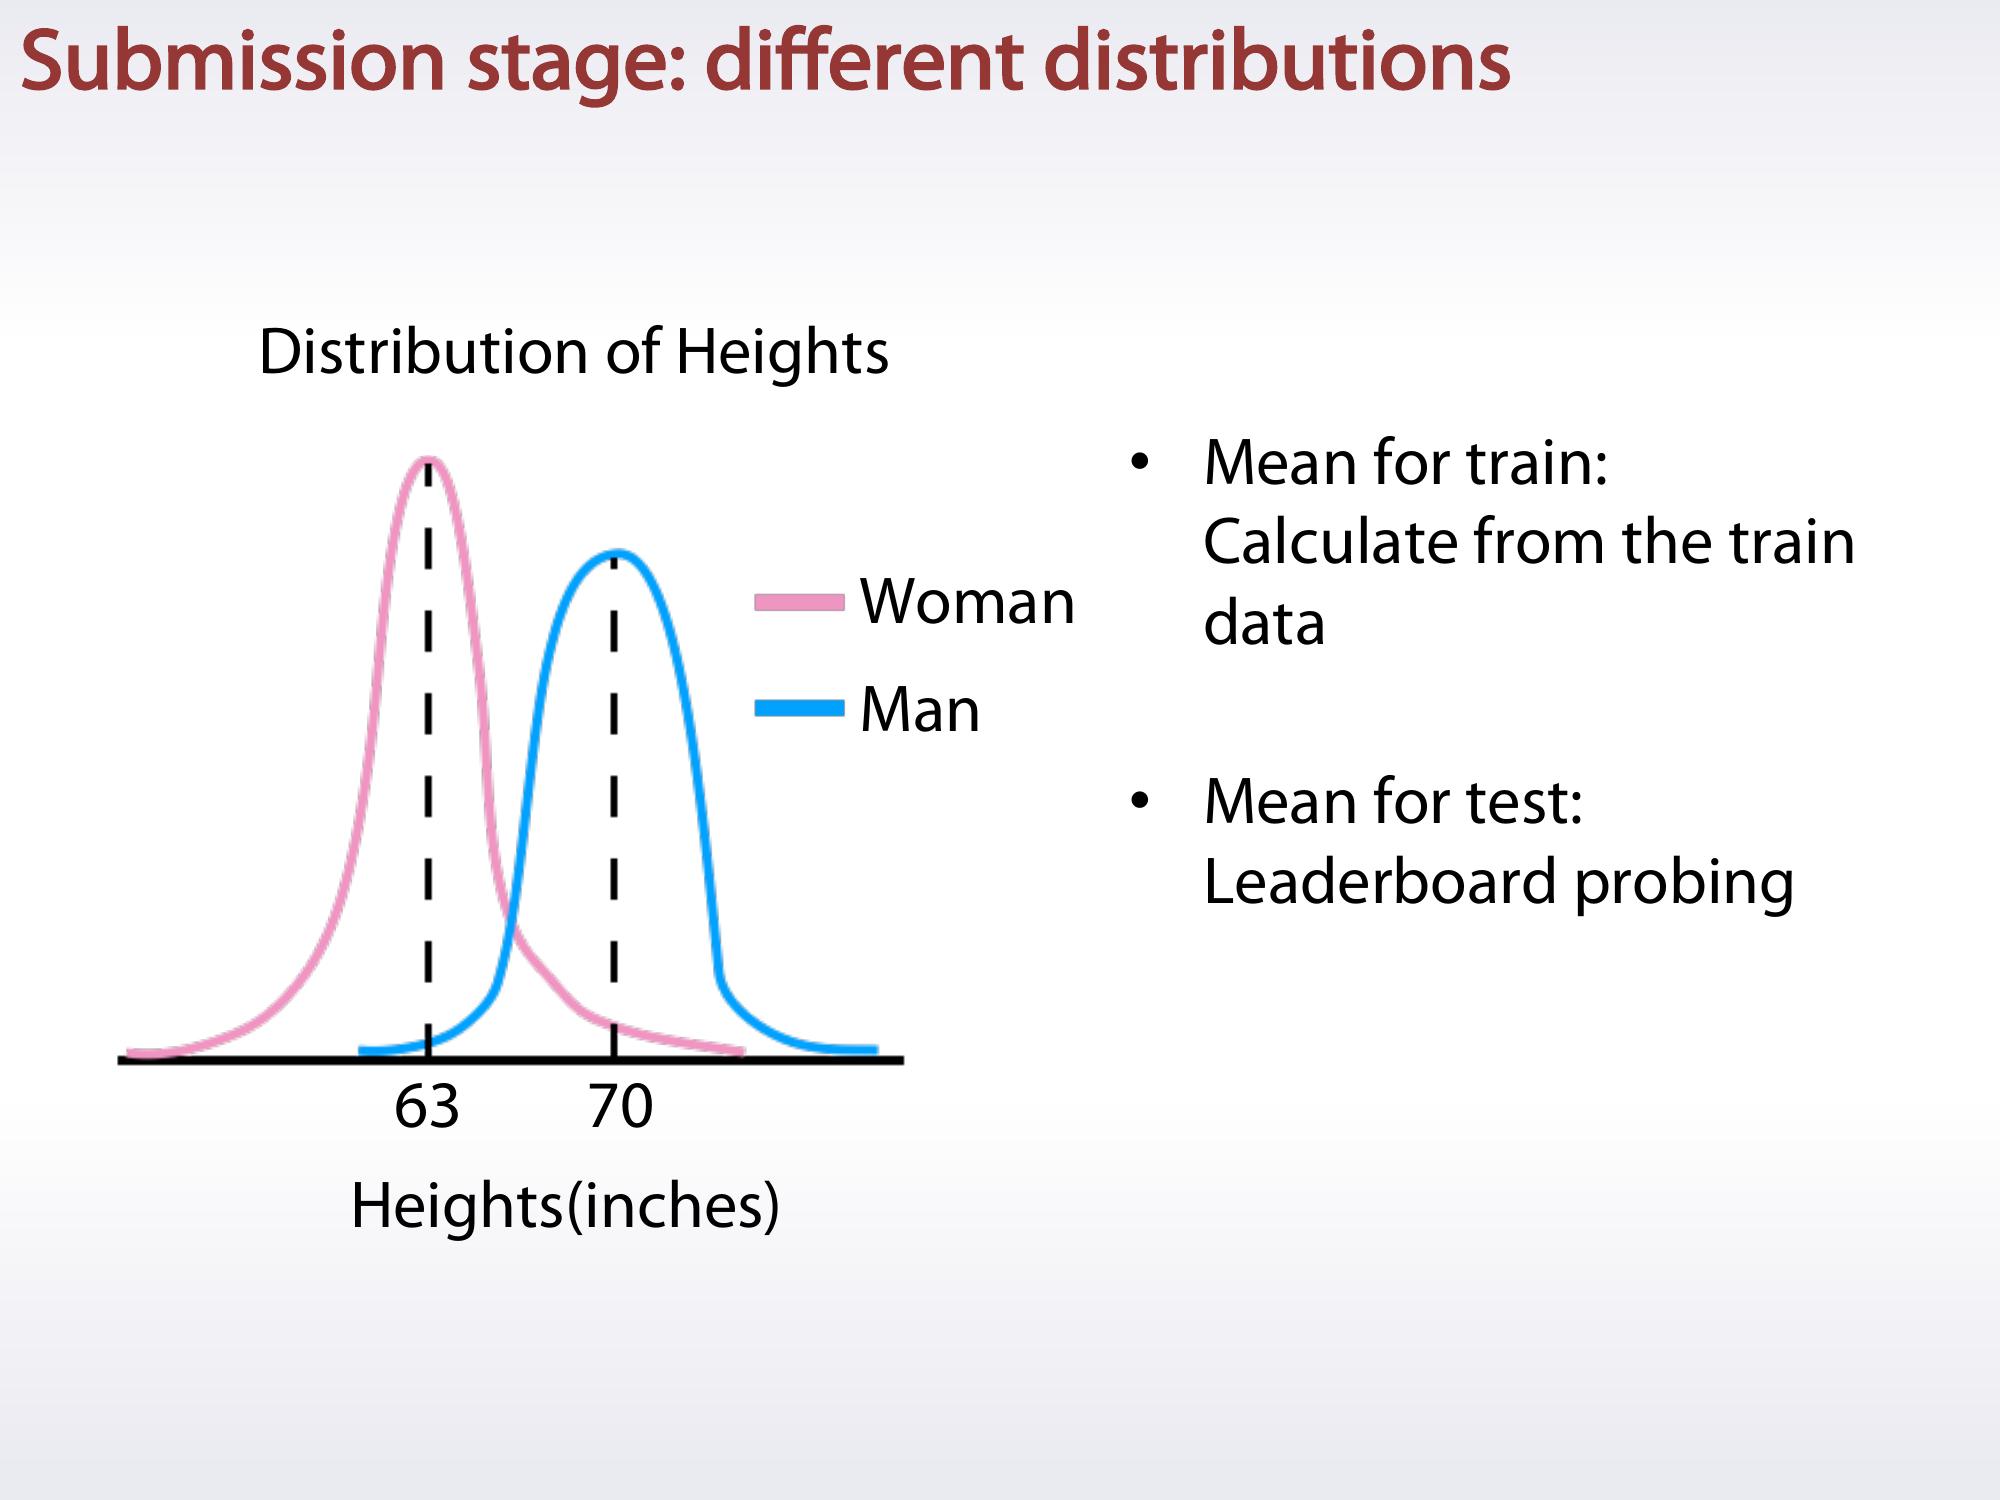 Submission stage: different distributions
Distribution of Heights
Woman
Man
63 70
Heights(inches)
• Mean for train:
Calculate from the train
data
• Mean for test:
Leaderboard probing